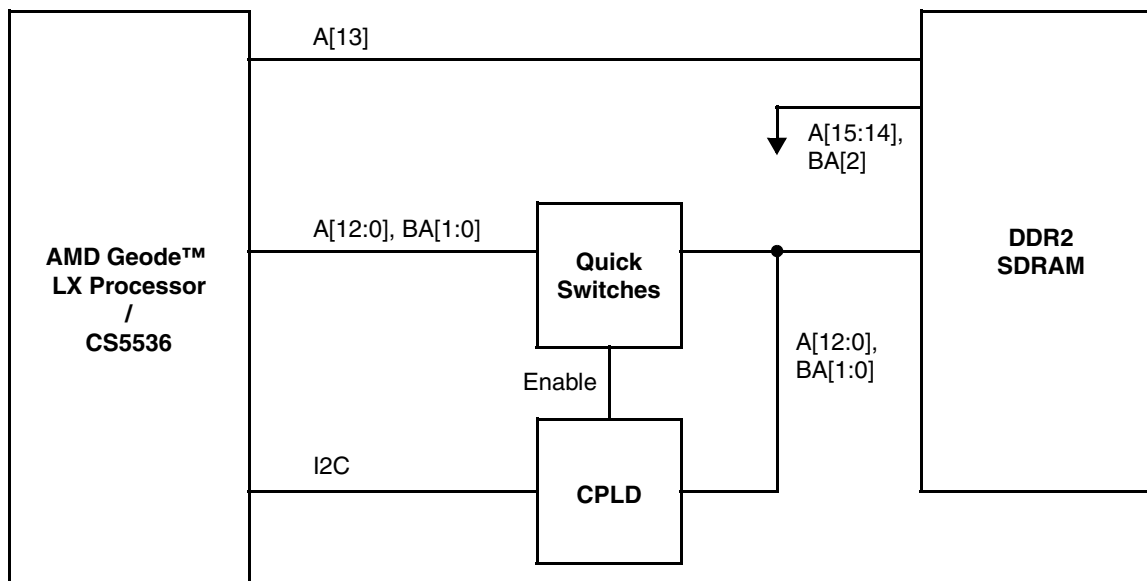 A[13]
A[15:14],
BA[2]
A[12:0], BA[1:0]
AMD Geode™
LX Processor
/
CS5536
Quick
Switches
DDR2
SDRAM
A[12:0],
BA[1:0]
Enable
I2C
CPLD